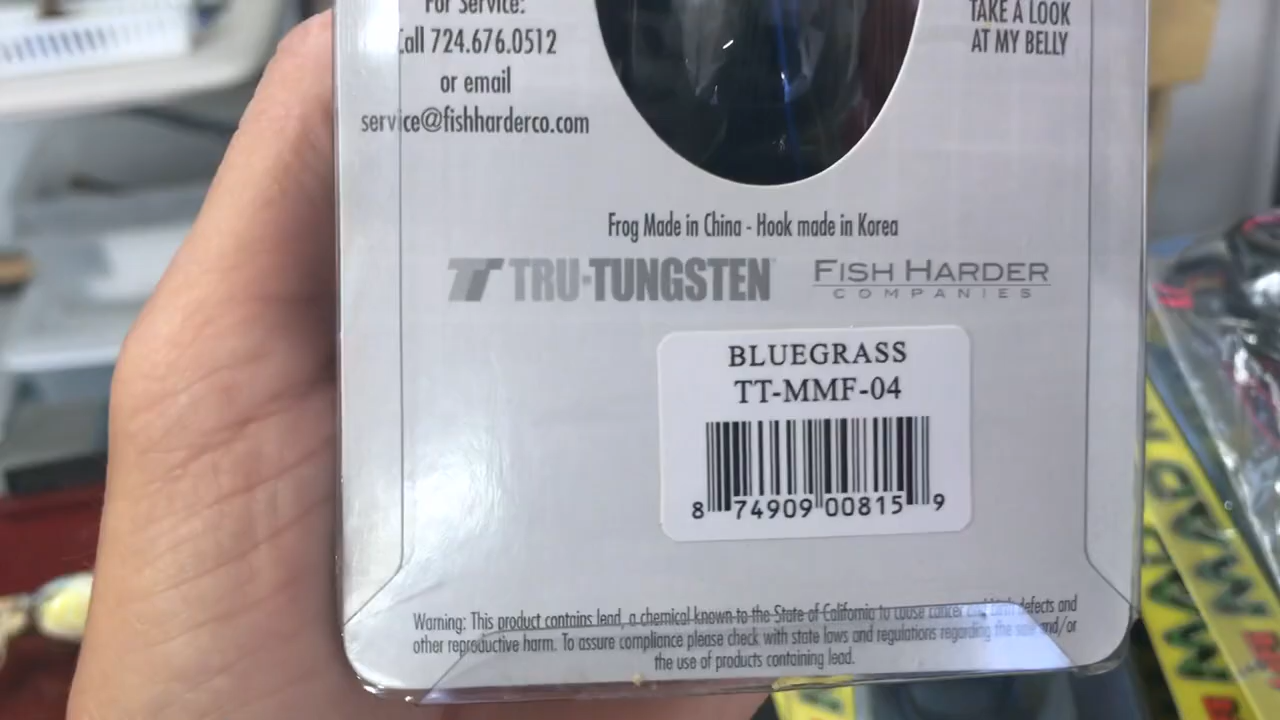 For Service:
Call 724.676.0512
or email
service@fishharderco.com
TAKE A LOOK
AT MY BELLY
Frog Made in China - Hook made in Korea
TT TRU-TUNGSTEN
FISH HARDER
COMPANIES
BLUEGRASS
TT-MMF-04
8 74909 00815 9
Warning: This product contains lead, a chemical known to the State of California to cause cancer and birth defects and
other reproductive harm. To assure compliance please check with state laws and regulations regarding the sale and/or
the use of products containing lead.
MAD